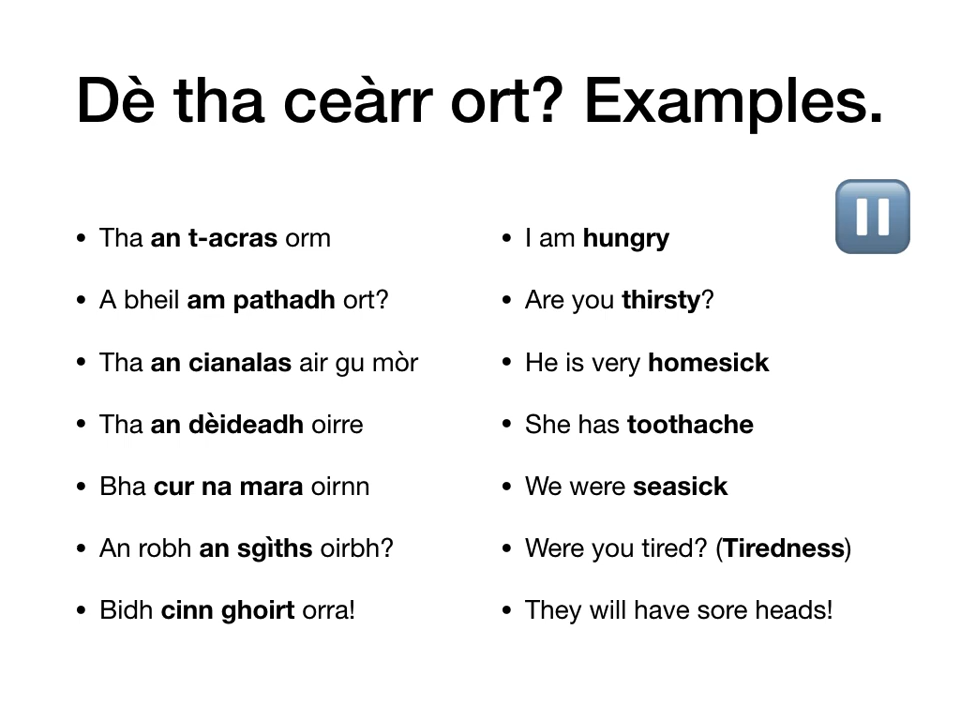 Dè tha ceàrr ort? Examples.
• Tha an t-acras orm
• A bheil am pathadh ort?
• Tha an cianalas air gu mòr
• Tha an dèideadh oirre
• Bha cur na mara oirnn
• An robh an sgìths oirbh?
• Bidh cinn ghoirt orra!
• I am hungry
• Are you thirsty?
• He is very homesick
• She has toothache
• We were seasick
• Were you tired? (Tiredness)
• They will have sore heads!